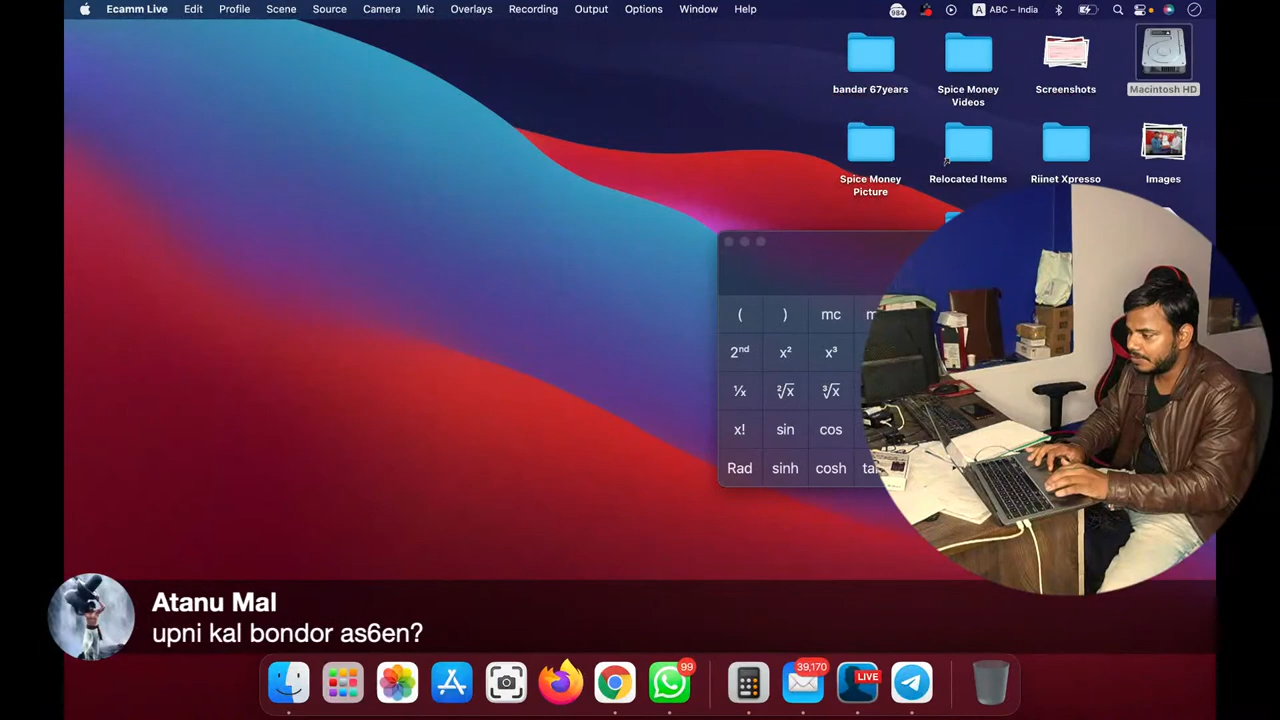 Ecamm Live Edit Profile Scene Source Camera Mic Overlays Recording Output Options Window Help 984 A ABC – India
bandar 67years
Spice Money
Videos
Screenshots
Macintosh HD
Spice Money
Picture
Relocated Items
Riinet Xpresso
Images
( ) mc
2nd x² x³
1/x ²√x ³√x
x! sin cos
Rad sinh cosh
Atanu Mal
upni kal bondor as6en?
99 39,170 LIVE